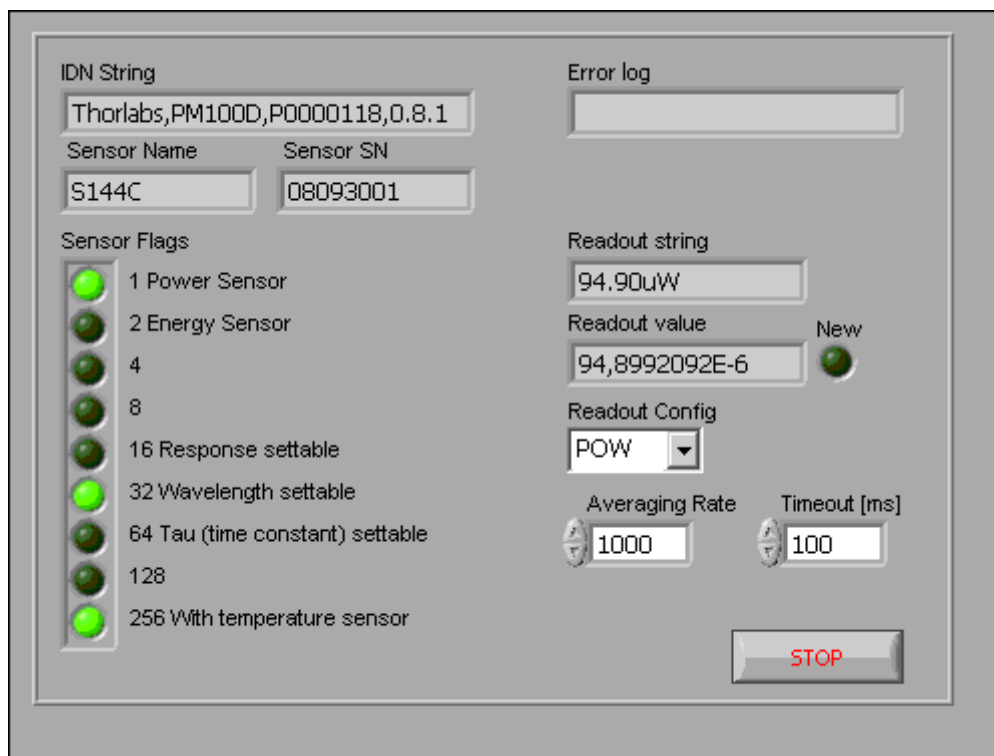 IDN String
Thorlabs,PM100D,P0000118,0.8.1
Sensor Name Sensor SN
S144C 08093001
Sensor Flags
1 Power Sensor
2 Energy Sensor
4
8
16 Response settable
32 Wavelength settable
64 Tau (time constant) settable
128
256 With temperature sensor
Error log
Readout string
94.90uW
Readout value New
94,8992092E-6
Readout Config
POW
Averaging Rate Timeout [ms]
1000 100
STOP